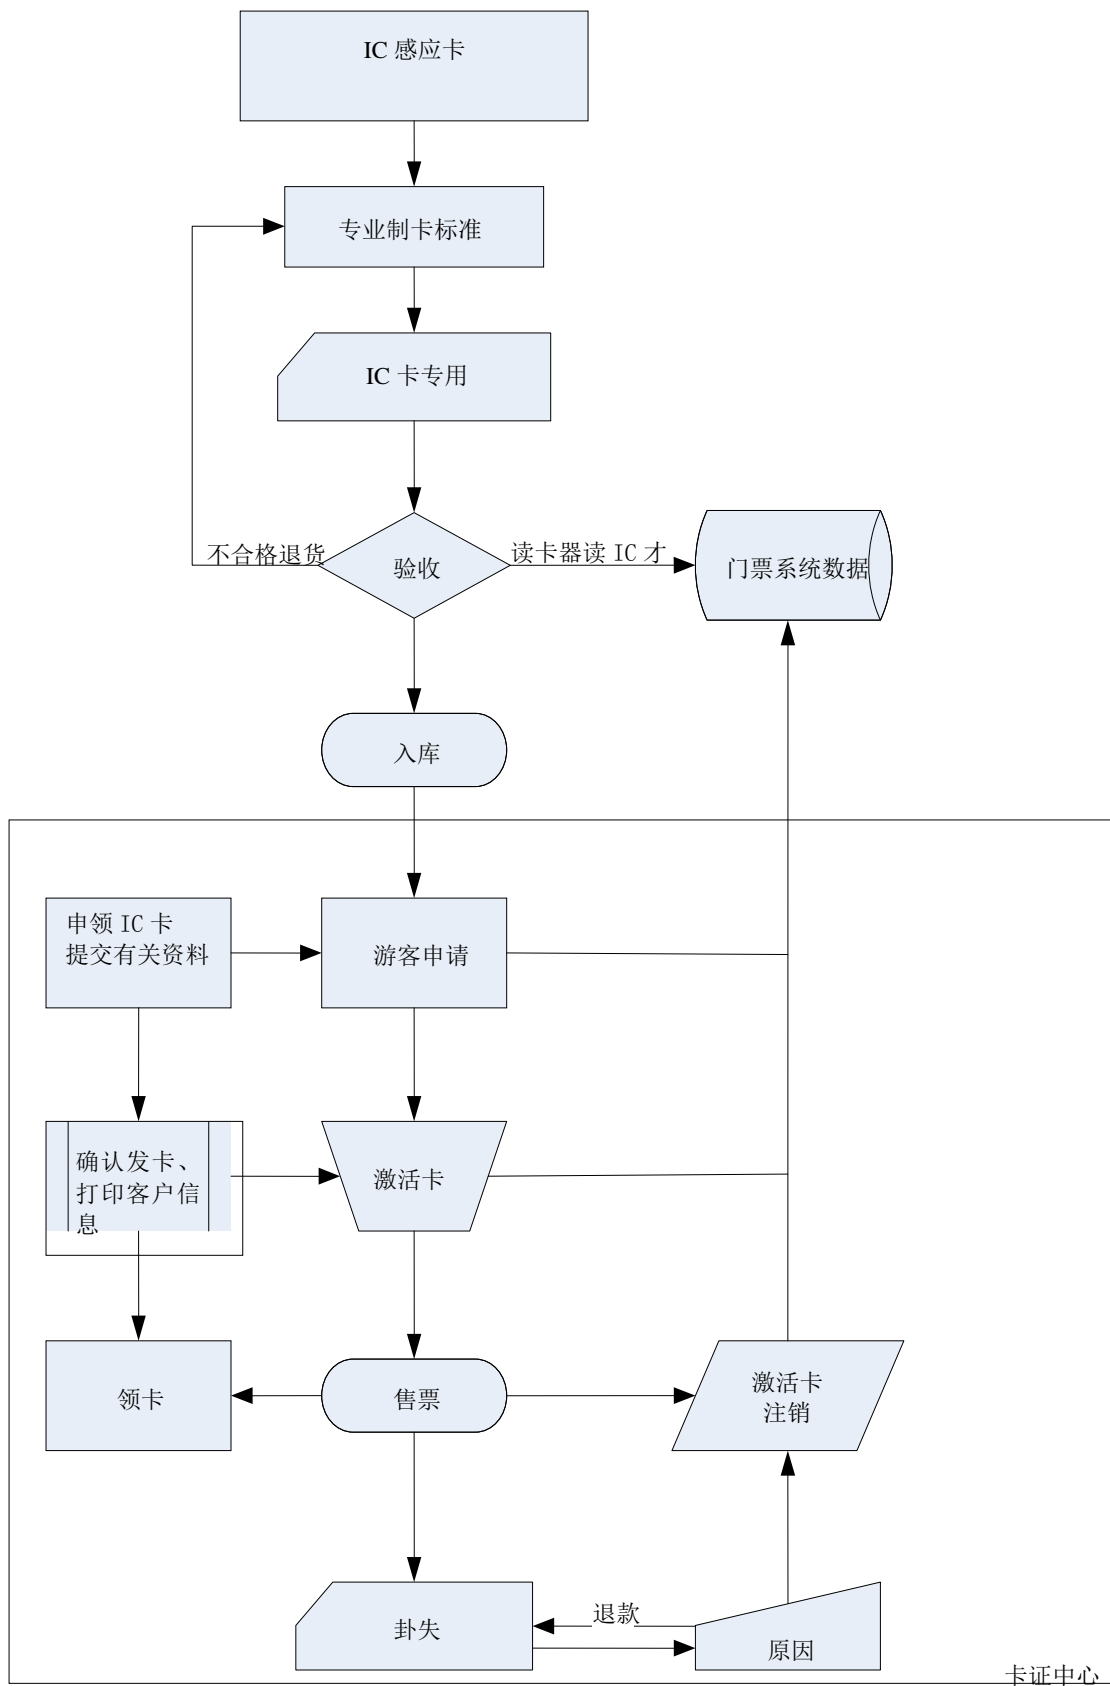 IC 感应卡
专业制卡标准
IC 卡专用
不合格退货
验收
读卡器读 IC 才
门票系统数据
入库
申领 IC 卡
提交有关资料
游客申请
确认发卡、
打印客户信
息
激活卡
领卡
售票
激活卡
注销
卦失
退款
原因
卡证中心